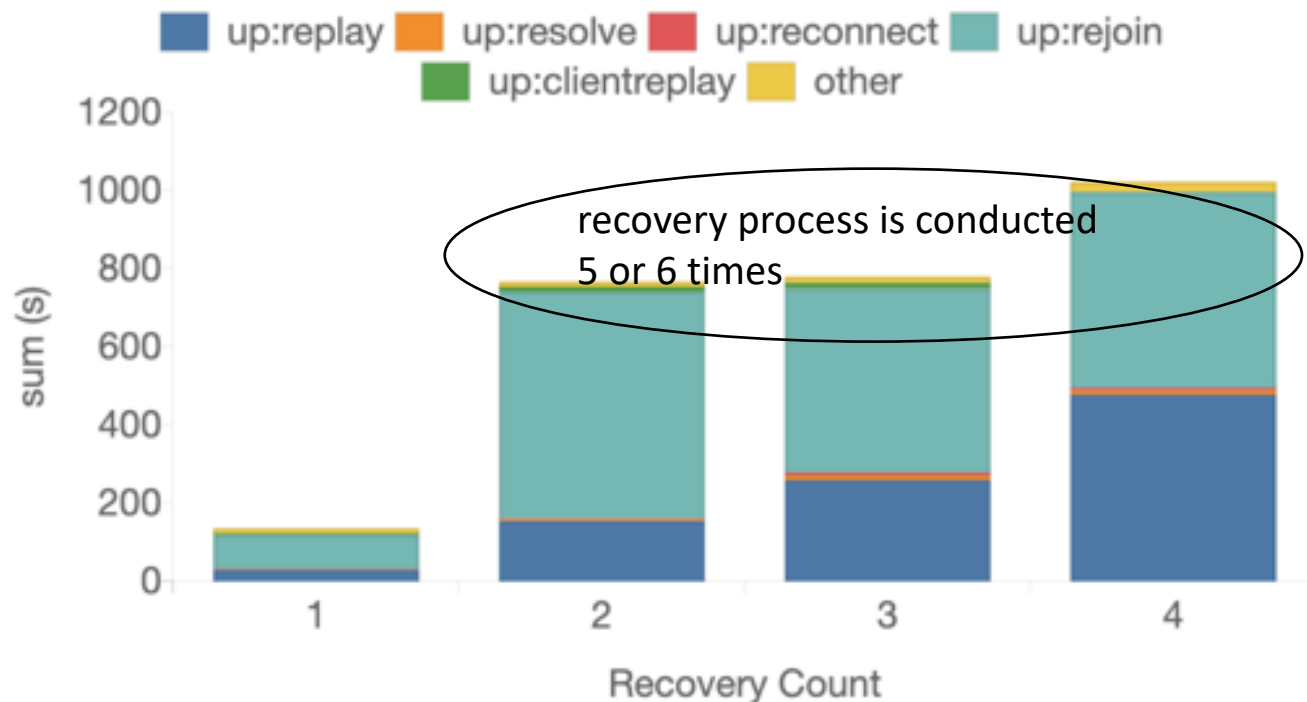 up:replay up:resolve up:reconnect up:rejoin
up:clientreplay other
1200
1000
800
600
400
200
0
sum (s)
recovery process is conducted
5 or 6 times
1 2 3 4
Recovery Count